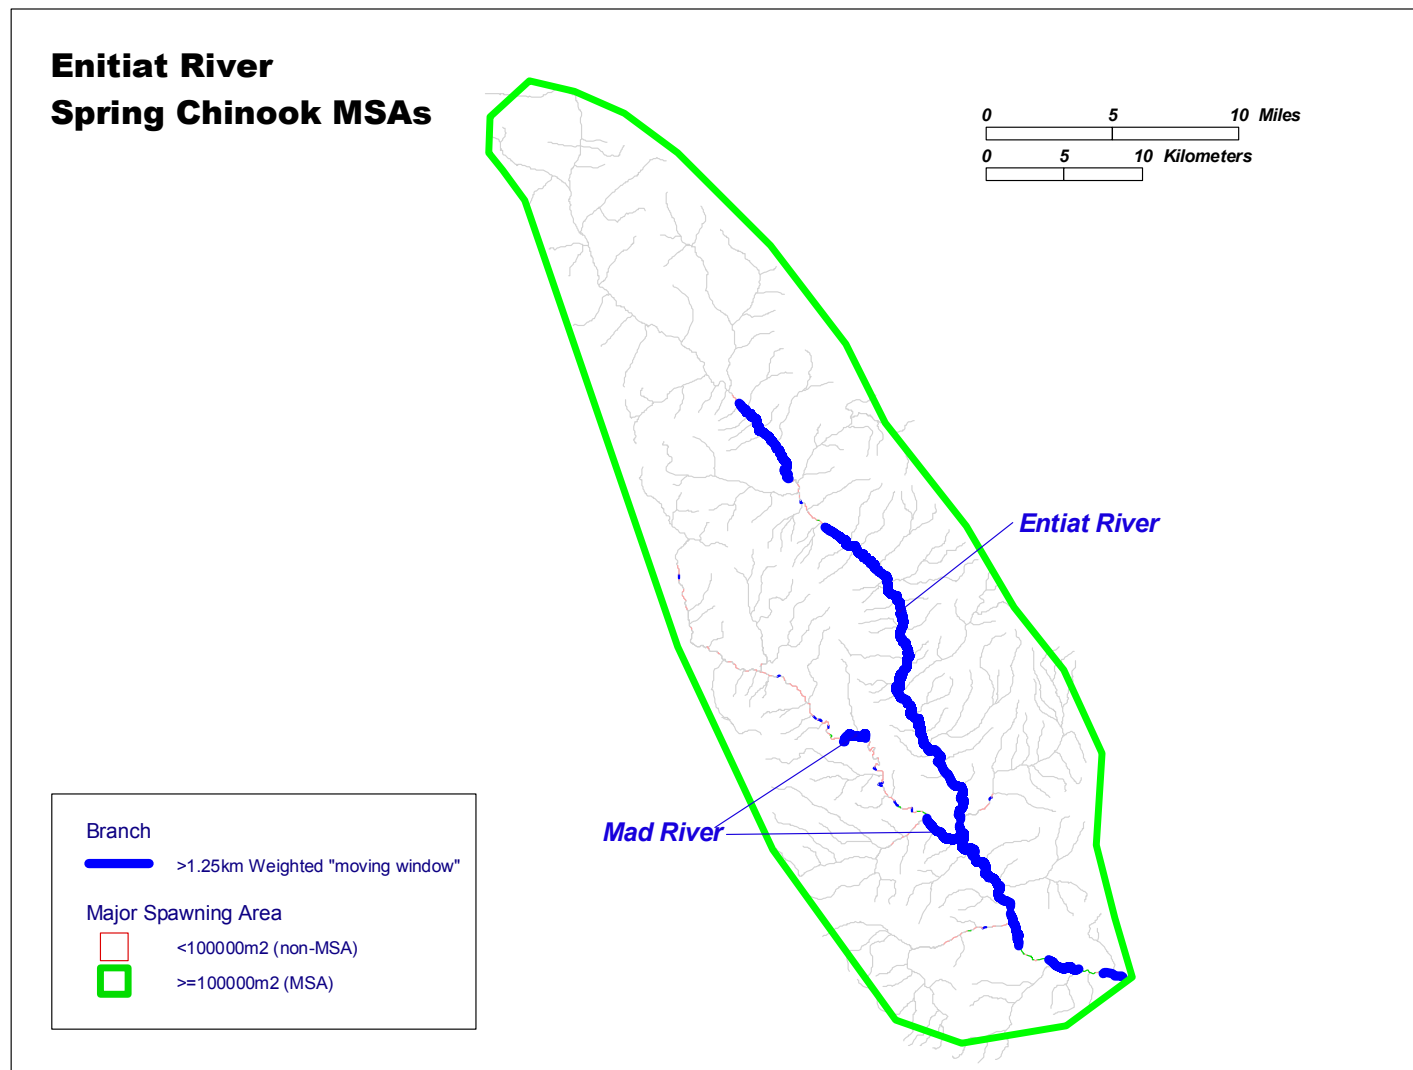 Enitiat River
Spring Chinook MSAs
0 5 10 Miles
0 5 10 Kilometers
Entiat River
Mad River
Branch
>1.25km Weighted "moving window"
Major Spawning Area
<100000m2 (non-MSA)
>=100000m2 (MSA)